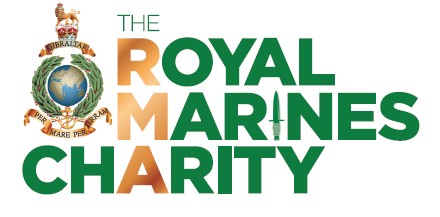 THE
ROYAL
MARINES
CHARITY
GIBRALTAR
PER MARE PER TERRAM